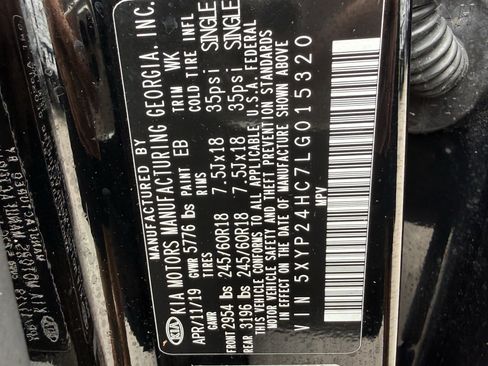 MANUFACTURED BY
KIA KIA MOTORS MANUFACTURING GEORGIA, INC.
APR/11/19 GVWR 5776 lbs PAINT EB TRIM WK
GAWR TIRES RIMS COLD TIRE INFL
FRONT 2954 lbs 245/60R18 7.5Jx18 35psi SINGLE
REAR 3196 lbs 245/60R18 7.5Jx18 35psi SINGLE
THIS VEHICLE CONFORMS TO ALL APPLICABLE U.S.A. FEDERAL
MOTOR VEHICLE SAFETY AND THEFT PREVENTION STANDARDS
IN EFFECT ON THE DATE OF MANUFACTURE SHOWN ABOVE
VIN 5XYP24HC7LG015320
MPV